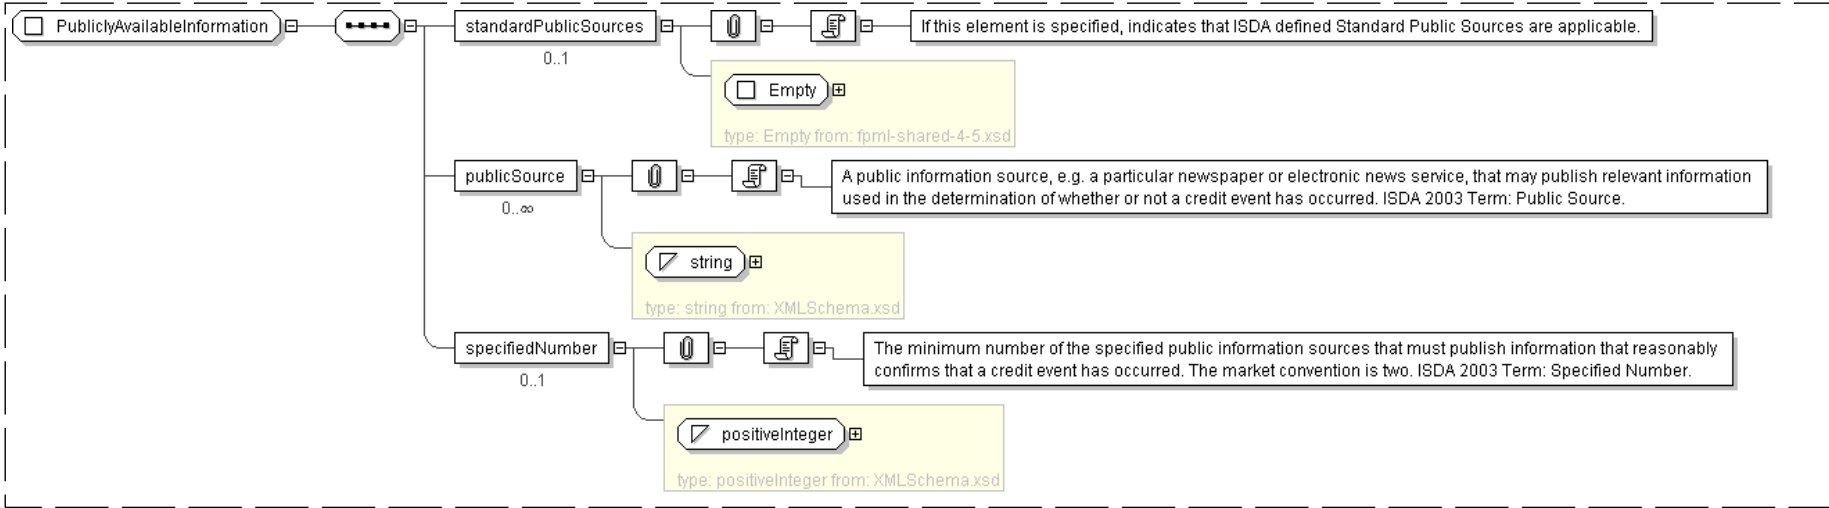 PubliclyAvailableInformation
standardPublicSources
If this element is specified, indicates that ISDA defined Standard Public Sources are applicable.
0..1
Empty
type: Empty from: fpml-shared-4-5.xsd
publicSource
A public information source, e.g. a particular newspaper or electronic news service, that may publish relevant information
used in the determination of whether or not a credit event has occurred. ISDA 2003 Term: Public Source.
0..∞
string
type: string from: XMLSchema.xsd
specifiedNumber
The minimum number of the specified public information sources that must publish information that reasonably
confirms that a credit event has occurred. The market convention is two. ISDA 2003 Term: Specified Number.
0..1
positiveInteger
type: positiveInteger from: XMLSchema.xsd